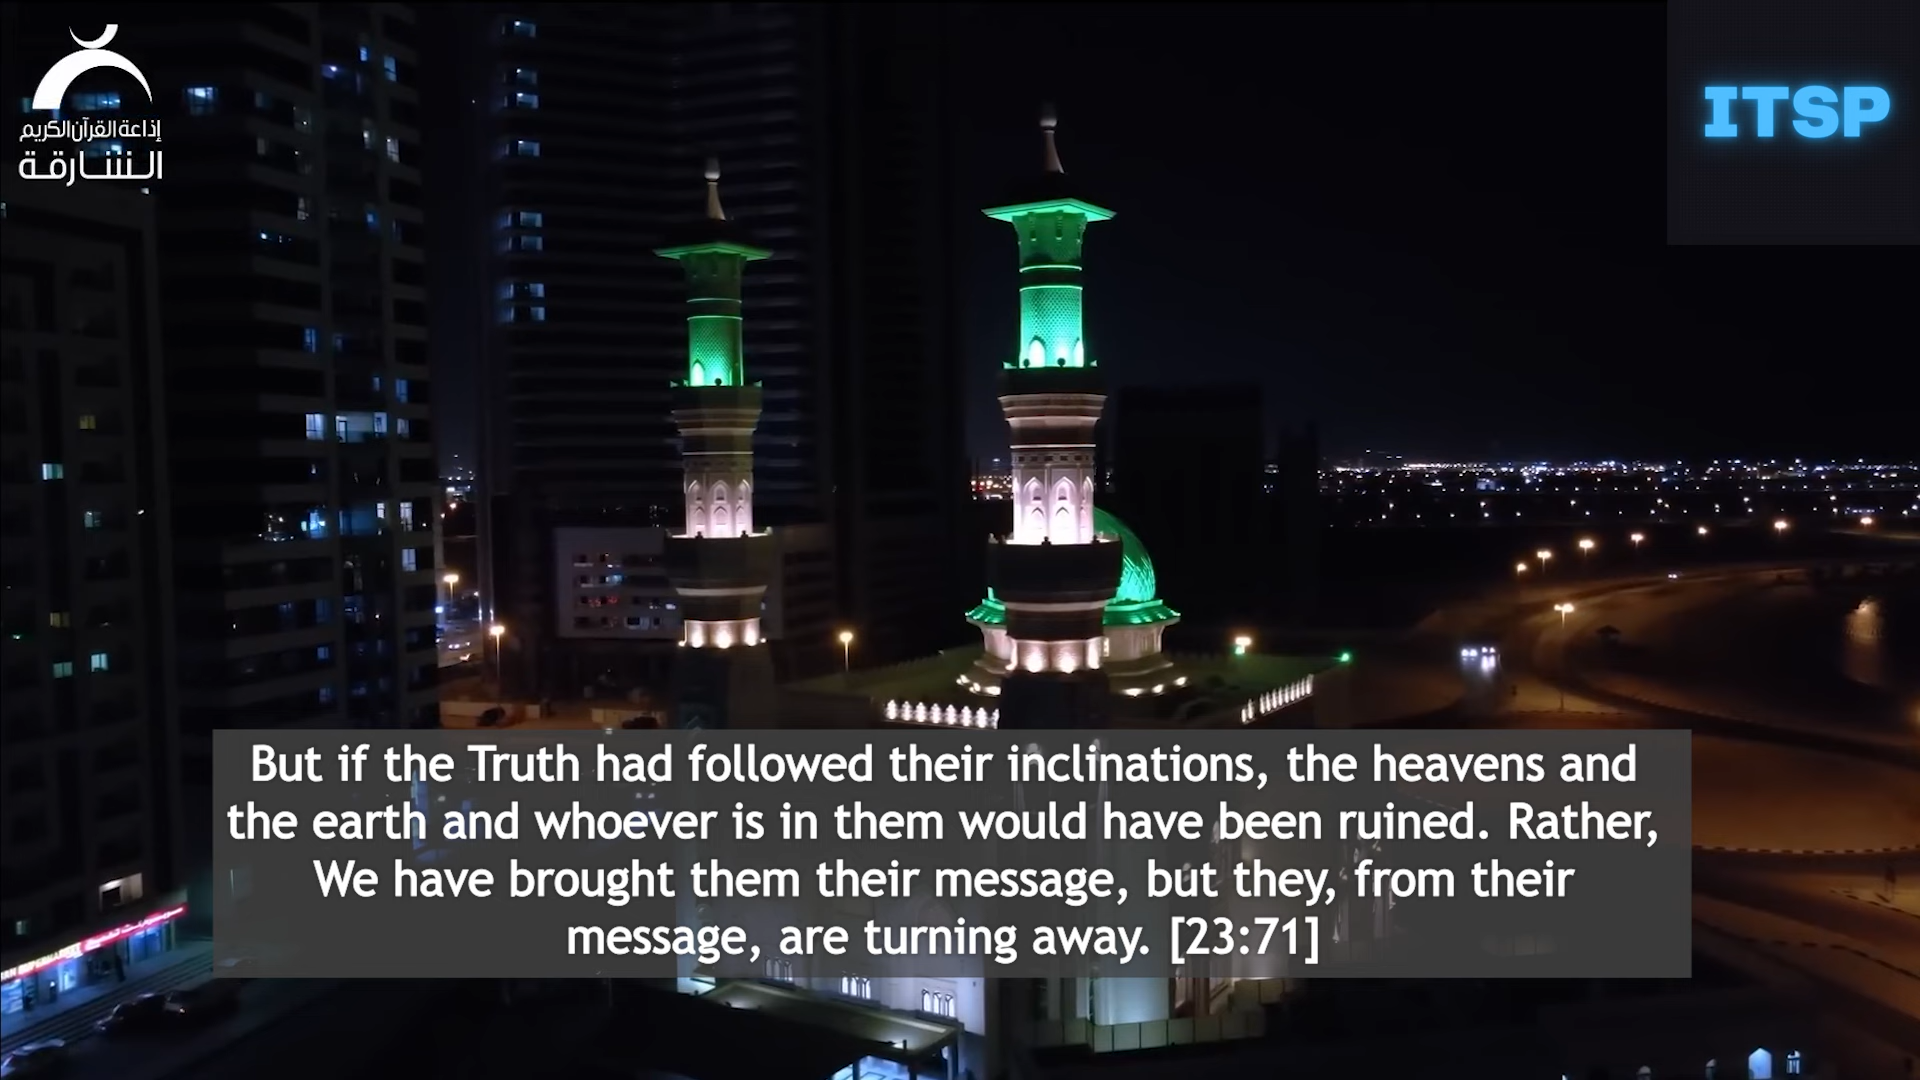 إذاعة القرآن الكريم
الشارقة
ITSP
But if the Truth had followed their inclinations, the heavens and
the earth and whoever is in them would have been ruined. Rather,
We have brought them their message, but they, from their
message, are turning away. [23:71]